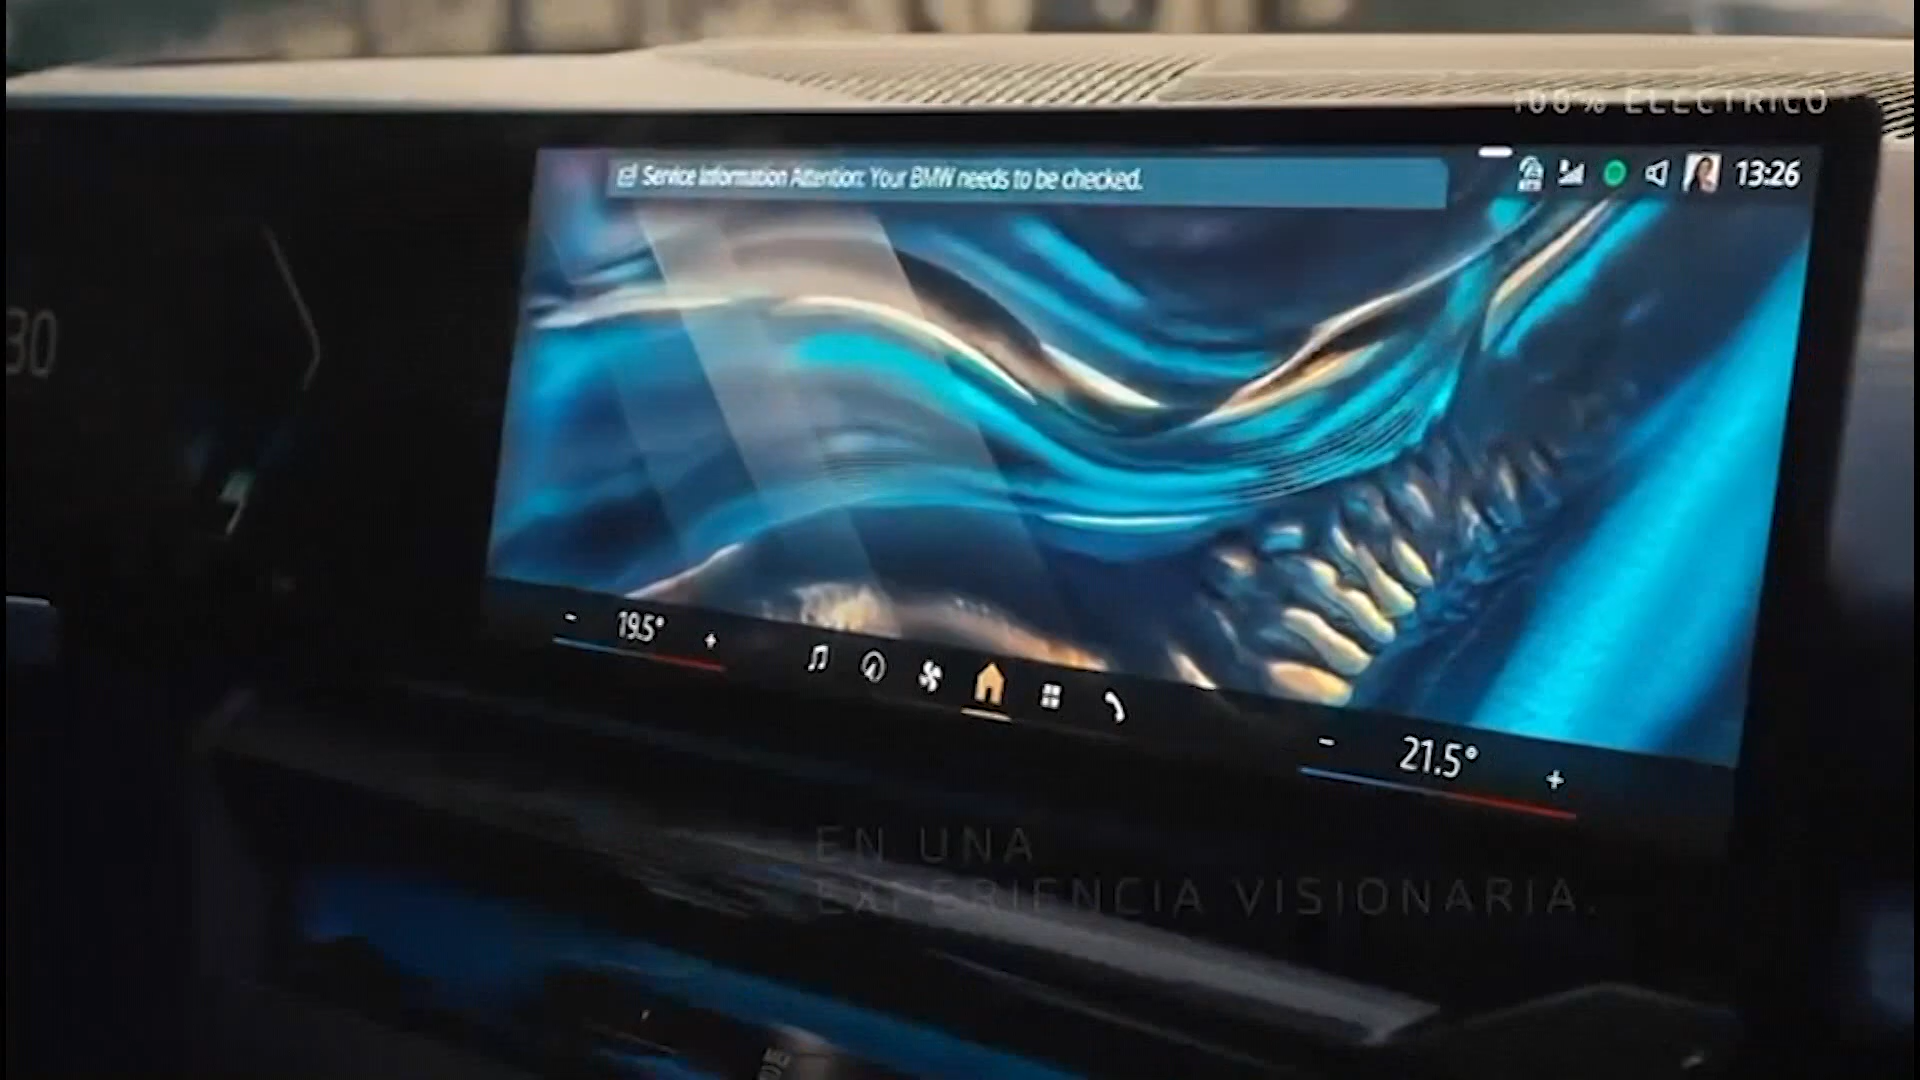 100% ELÉCTRICO
Service Information Attention: Your BMW needs to be checked.
13:26
30
19.5°
21.5°
EN UNA
EXPERIENCIA VISIONARIA.